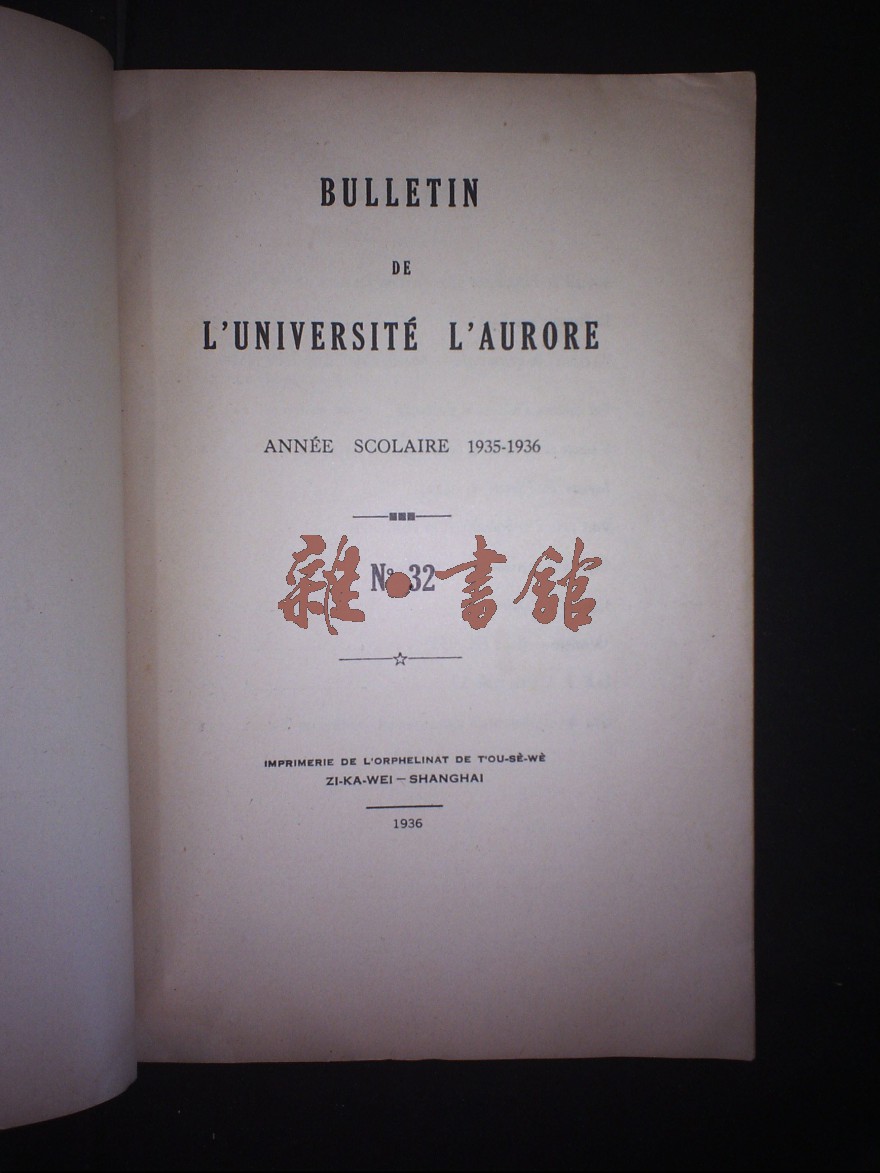 BULLETIN
DE
L'UNIVERSITÉ L'AURORE
ANNÉE SCOLAIRE 1935-1936
N° 32
雜·書館
IMPRIMERIE DE L'ORPHELINAT DE T'OU-SÈ-WÈ
ZI-KA-WEI — SHANGHAI
1936